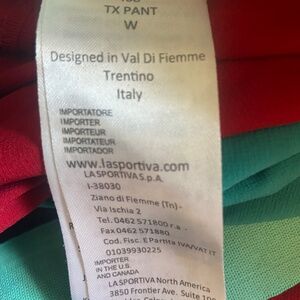 TX PANT
W
Designed in Val Di Fiemme
Trentino
Italy
IMPORTATORE
IMPORTER
IMPORTEUR
IMPORTATEUR
IMPORTADOR
www.lasportiva.com
LA SPORTIVA S.p.A.
I-38030
Ziano di Fiemme (Tn) -
Via Ischia 2
Tel. 0462 571800 r.a -
Fax 0462 571880
Cod. Fisc. E Partita IVA/VAT IT
01039930225
IMPORTER
IN THE U.S.
AND CANADA
LA SPORTIVA North America
3850 Frontier Ave. Suite 100